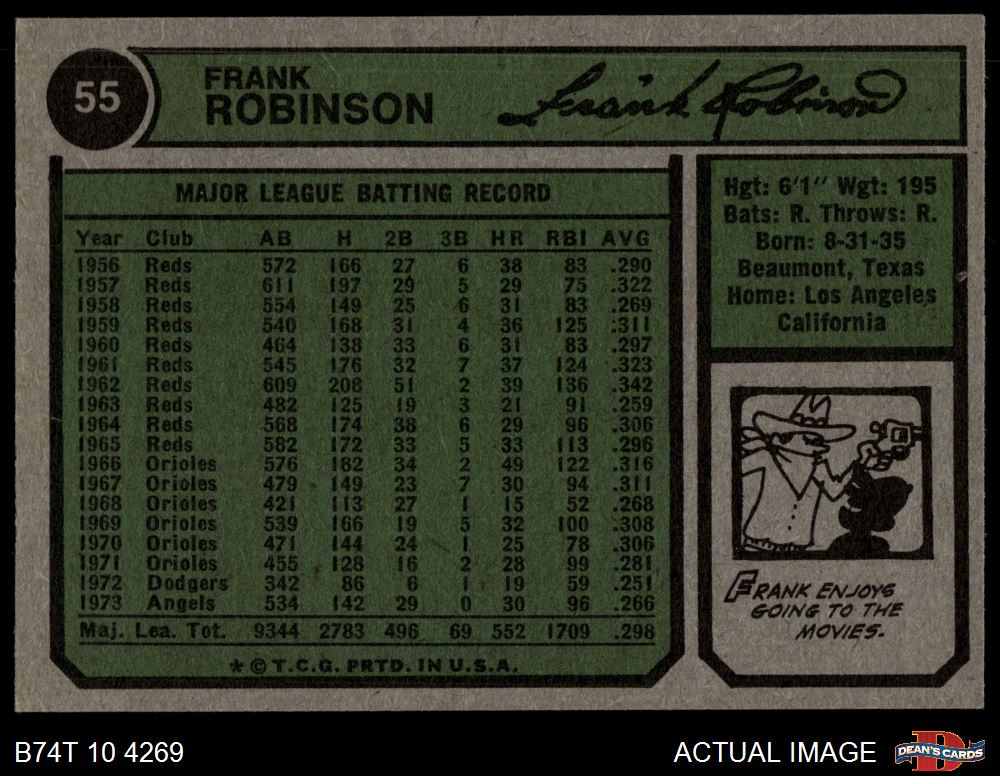 55
FRANK
ROBINSON
Frank Robinson
MAJOR LEAGUE BATTING RECORD
Year Club AB H 2B 3B HR RBI AVG
1956 Reds 572 166 27 6 38 83 .290
1957 Reds 611 197 29 5 29 75 .322
1958 Reds 554 149 25 6 31 83 .269
1959 Reds 540 168 31 4 36 125 .311
1960 Reds 464 138 33 6 31 83 .297
1961 Reds 545 176 32 7 37 124 .323
1962 Reds 609 208 51 2 39 136 .342
1963 Reds 482 125 19 3 21 91 .259
1964 Reds 568 174 38 6 29 96 .306
1965 Reds 582 172 33 5 33 113 .296
1966 Orioles 576 182 34 2 49 122 .316
1967 Orioles 479 149 23 7 30 94 .311
1968 Orioles 421 113 27 1 15 52 .268
1969 Orioles 539 166 19 5 32 100 .308
1970 Orioles 471 144 24 1 25 78 .306
1971 Orioles 455 128 16 2 28 99 .281
1972 Dodgers 342 86 6 1 19 59 .251
1973 Angels 534 142 29 0 30 96 .266
Maj. Lea. Tot. 9344 2783 496 69 552 1709 .298
* © T.C.G. PRTD. IN U.S.A.
Hgt: 6'1" Wgt: 195
Bats: R. Throws: R.
Born: 8-31-35
Beaumont, Texas
Home: Los Angeles
California
FRANK ENJOYS
GOING TO THE
MOVIES.
B74T 10 4269
ACTUAL IMAGE
DEAN'S CARDS